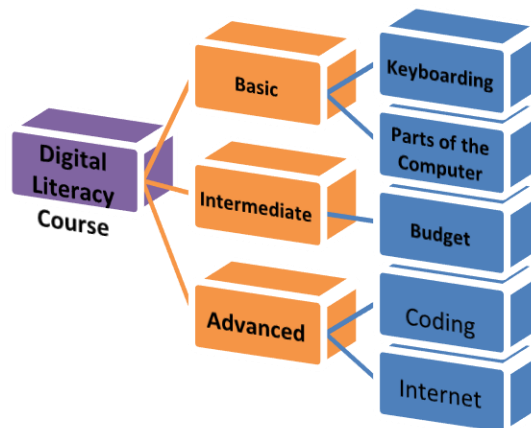 Digital
Literacy
Course
Basic
Keyboarding
Parts of the
Computer
Intermediate
Budget
Advanced
Coding
Internet